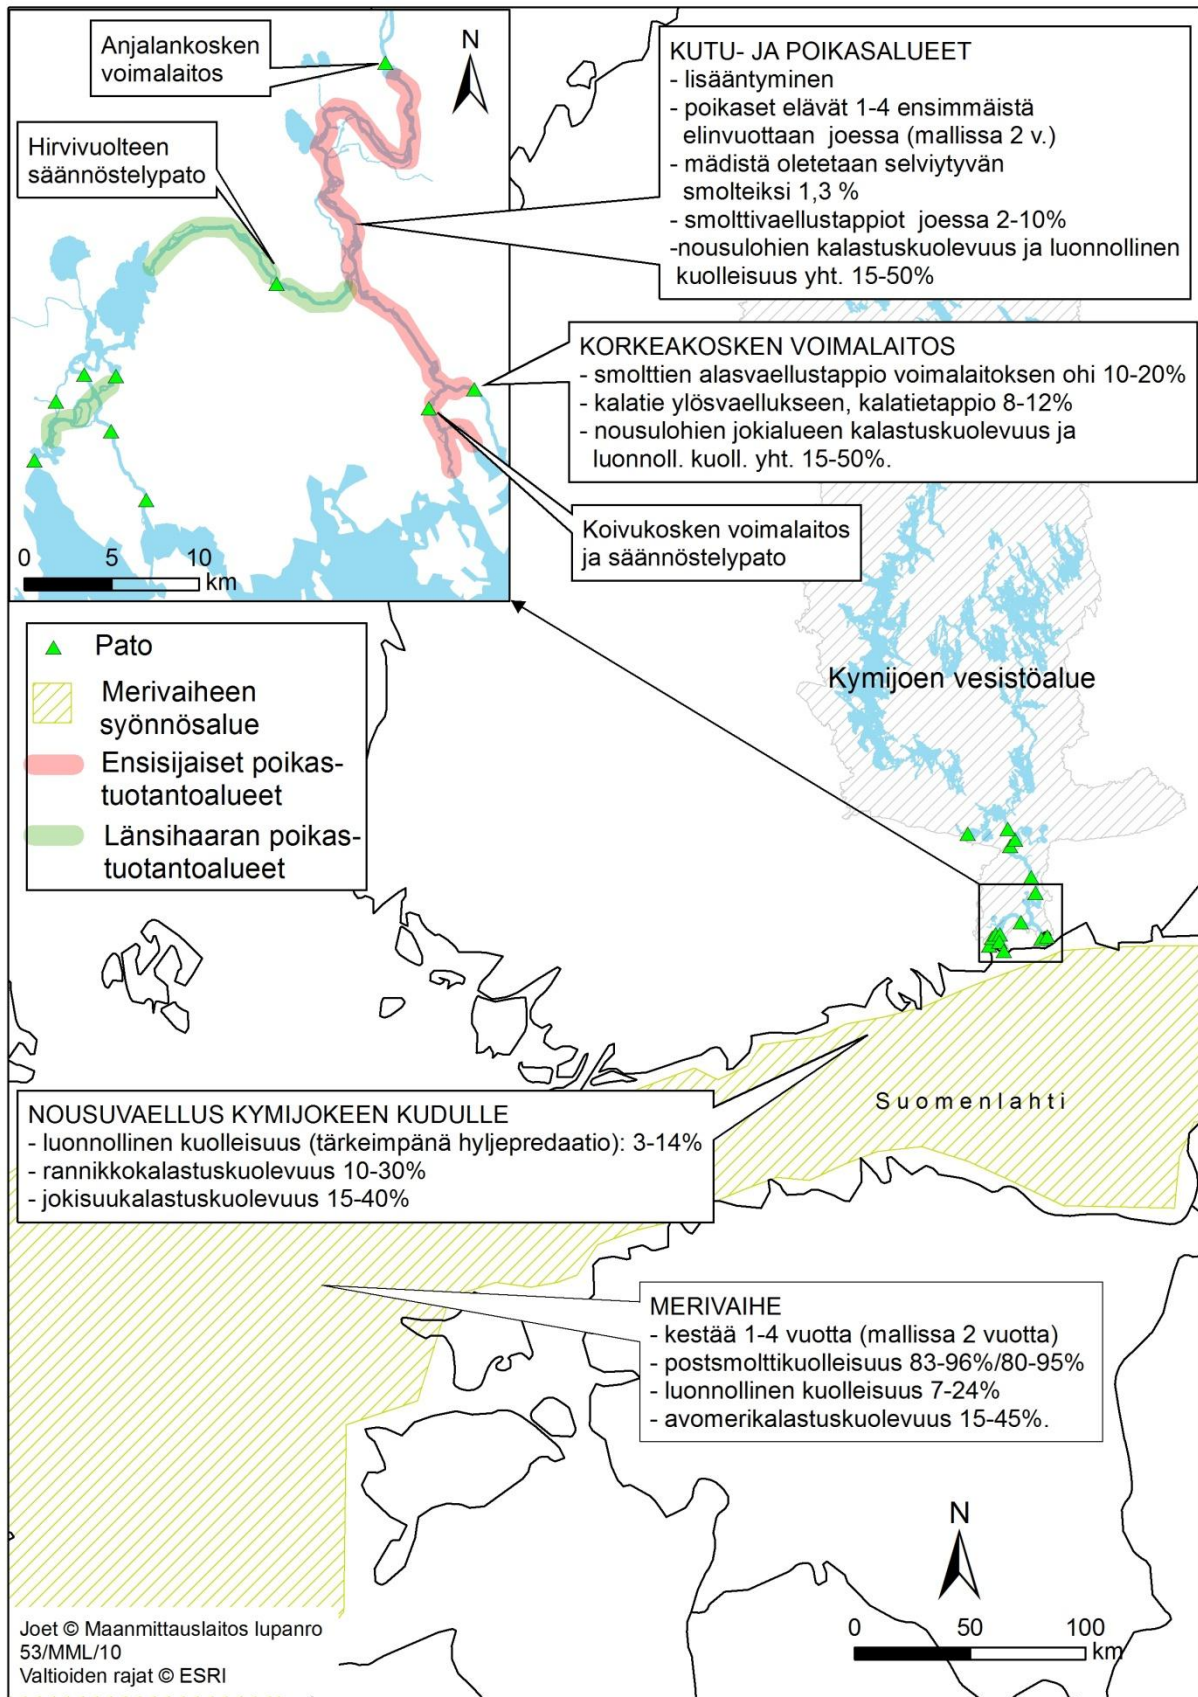 Anjalankosken
voimalaitos
N
Hirvivuolteen
säännöstelypato
KUTU- JA POIKASALUEET
- lisääntyminen
- poikaset elävät 1-4 ensimmäistä
elinvuottaan joessa (mallissa 2 v.)
- mädistä oletetaan selviytyvän
smolteiksi 1,3 %
- smolttivaellustappiot joessa 2-10%
-nousulohien kalastuskuolevuus ja luonnollinen
kuolleisuus yht. 15-50%
KORKEAKOSKEN VOIMALAITOS
- smolttien alasvaellustappio voimalaitoksen ohi 10-20%
- kalatie ylösvaellukseen, kalatietappio 8-12%
- nousulohien jokialueen kalastuskuolevuus ja
luonnoll. kuoll. yht. 15-50%.
Koivukosken voimalaitos
ja säännöstelypato
0 5 10
km
Pato
Merivaiheen
syönnösalue
Ensisijaiset poikas-
tuotantoalueet
Länsihaaran poikas-
tuotantoalueet
Kymijoen vesistöalue
Suomenlahti
NOUSUVAELLUS KYMIJOKEEN KUDULLE
- luonnollinen kuolleisuus (tärkeimpänä hyljepredaatio): 3-14%
- rannikkokalastuskuolevuus 10-30%
- jokisuukalastuskuolevuus 15-40%
MERIVAIHE
- kestää 1-4 vuotta (mallissa 2 vuotta)
- postsmolttikuolleisuus 83-96%/80-95%
- luonnollinen kuolleisuus 7-24%
- avomerikalastuskuolevuus 15-45%.
N
0 50 100
km
Joet © Maanmittauslaitos lupanro
53/MML/10
Valtioiden rajat © ESRI